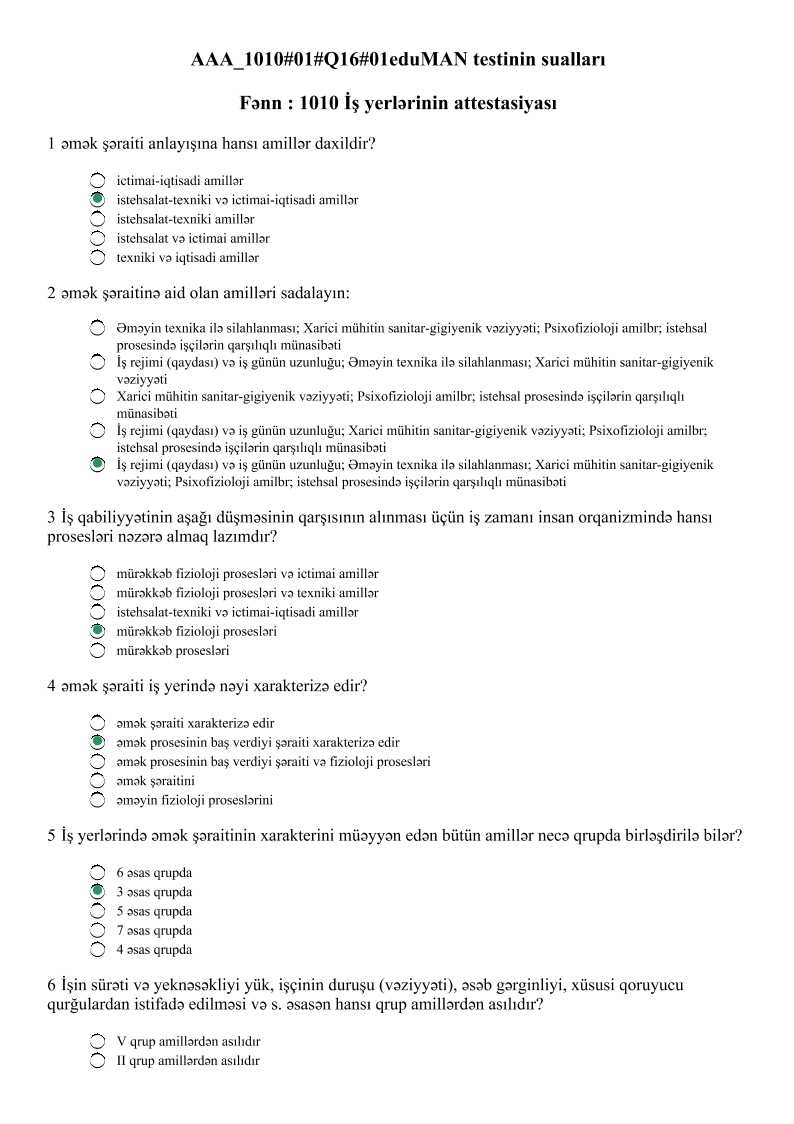 AAA_1010#01#Q16#01eduMAN testinin sualları
Fənn : 1010 İş yerlərinin attestasiyası
1 əmək şəraiti anlayışına hansı amillər daxildir?
ictimai-iqtisadi amillər
istehsalat-texniki və ictimai-iqtisadi amillər
istehsalat-texniki amillər
istehsalat və ictimai amillər
texniki və iqtisadi amillər
2 əmək şəraitinə aid olan amilləri sadalayın:
Əməyin texnika ilə silahlanması; Xarici mühitin sanitar-gigiyenik vəziyyəti; Psixofizioloji amilbr; istehsal
prosesində işçilərin qarşılıqlı münasibəti
İş rejimi (qaydası) və iş günün uzunluğu; Əməyin texnika ilə silahlanması; Xarici mühitin sanitar-gigiyenik
vəziyyəti
Xarici mühitin sanitar-gigiyenik vəziyyəti; Psixofizioloji amilbr; istehsal prosesində işçilərin qarşılıqlı
münasibəti
İş rejimi (qaydası) və iş günün uzunluğu; Xarici mühitin sanitar-gigiyenik vəziyyəti; Psixofizioloji amilbr;
istehsal prosesində işçilərin qarşılıqlı münasibəti
İş rejimi (qaydası) və iş günün uzunluğu; Əməyin texnika ilə silahlanması; Xarici mühitin sanitar-gigiyenik
vəziyyəti; Psixofizioloji amilbr; istehsal prosesində işçilərin qarşılıqlı münasibəti
3 İş qabiliyyətinin aşağı düşməsinin qarşısının alınması üçün iş zamanı insan orqanizmində hansı
prosesləri nəzərə almaq lazımdır?
mürəkkəb fizioloji prosesləri və ictimai amillər
mürəkkəb fizioloji prosesləri və texniki amillər
istehsalat-texniki və ictimai-iqtisadi amillər
mürəkkəb fizioloji prosesləri
mürəkkəb prosesləri
4 əmək şəraiti iş yerində nəyi xarakterizə edir?
əmək şəraiti xarakterizə edir
əmək prosesinin baş verdiyi şəraiti xarakterizə edir
əmək prosesinin baş verdiyi şəraiti və fizioloji prosesləri
əmək şəraitini
əməyin fizioloji proseslərini
5 İş yerlərində əmək şəraitinin xarakterini müəyyən edən bütün amillər necə qrupda birləşdirilə bilər?
6 əsas qrupda
3 əsas qrupda
5 əsas qrupda
7 əsas qrupda
4 əsas qrupda
6 İşin sürəti və yeknəsəkliyi yük, işçinin duruşu (vəziyyəti), əsəb gərginliyi, xüsusi qoruyucu
qurğulardan istifadə edilməsi və s. əsasən hansı qrup amillərdən asılıdır?
V qrup amillərdən asılıdır
II qrup amillərdən asılıdır